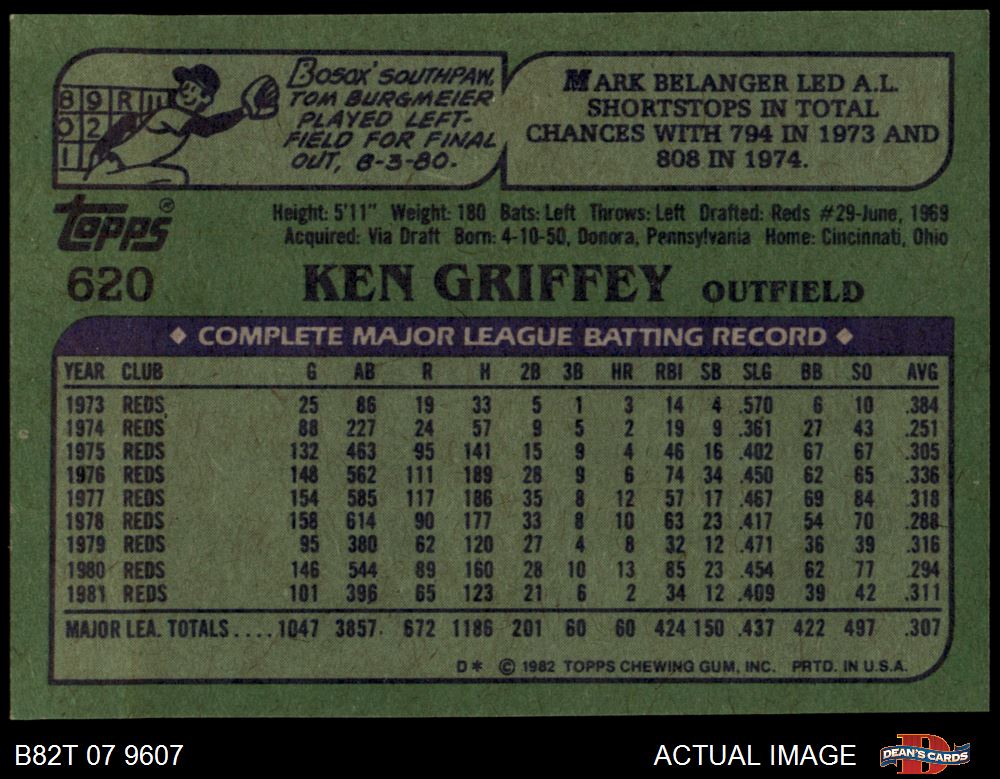 BOSOX' SOUTHPAW,
TOM BURGMEIER
PLAYED LEFT-
FIELD FOR FINAL
OUT, 8-3-80.
8 9 R
0 2
1
MARK BELANGER LED A.L.
SHORTSTOPS IN TOTAL
CHANCES WITH 794 IN 1973 AND
808 IN 1974.
topps®
Height: 5'11" Weight: 180 Bats: Left Throws: Left Drafted: Reds #29-June, 1969
Acquired: Via Draft Born: 4-10-50, Donora, Pennsylvania Home: Cincinnati, Ohio
620 KEN GRIFFEY OUTFIELD
◆ COMPLETE MAJOR LEAGUE BATTING RECORD ◆
YEAR CLUB G AB R H 2B 3B HR RBI SB SLG BB SO AVG
1973 REDS 25 86 19 33 5 1 3 14 4 .570 6 10 .384
1974 REDS 88 227 24 57 9 5 2 19 9 .361 27 43 .251
1975 REDS 132 463 95 141 15 9 4 46 16 .402 67 67 .305
1976 REDS 148 562 111 189 28 9 6 74 34 .450 62 65 .336
1977 REDS 154 585 117 186 35 8 12 57 17 .467 69 84 .318
1978 REDS 158 614 90 177 33 8 10 63 23 .417 54 70 .288
1979 REDS 95 380 62 120 27 4 8 32 12 .471 36 39 .316
1980 REDS 146 544 89 160 28 10 13 85 23 .454 62 77 .294
1981 REDS 101 396 65 123 21 6 2 34 12 .409 39 42 .311
MAJOR LEA. TOTALS....1047 3857 672 1186 201 60 60 424 150 .437 422 497 .307
D* © 1982 TOPPS CHEWING GUM, INC. PRTD. IN U.S.A.
B82T 07 9607 ACTUAL IMAGE DEAN'S CARDS